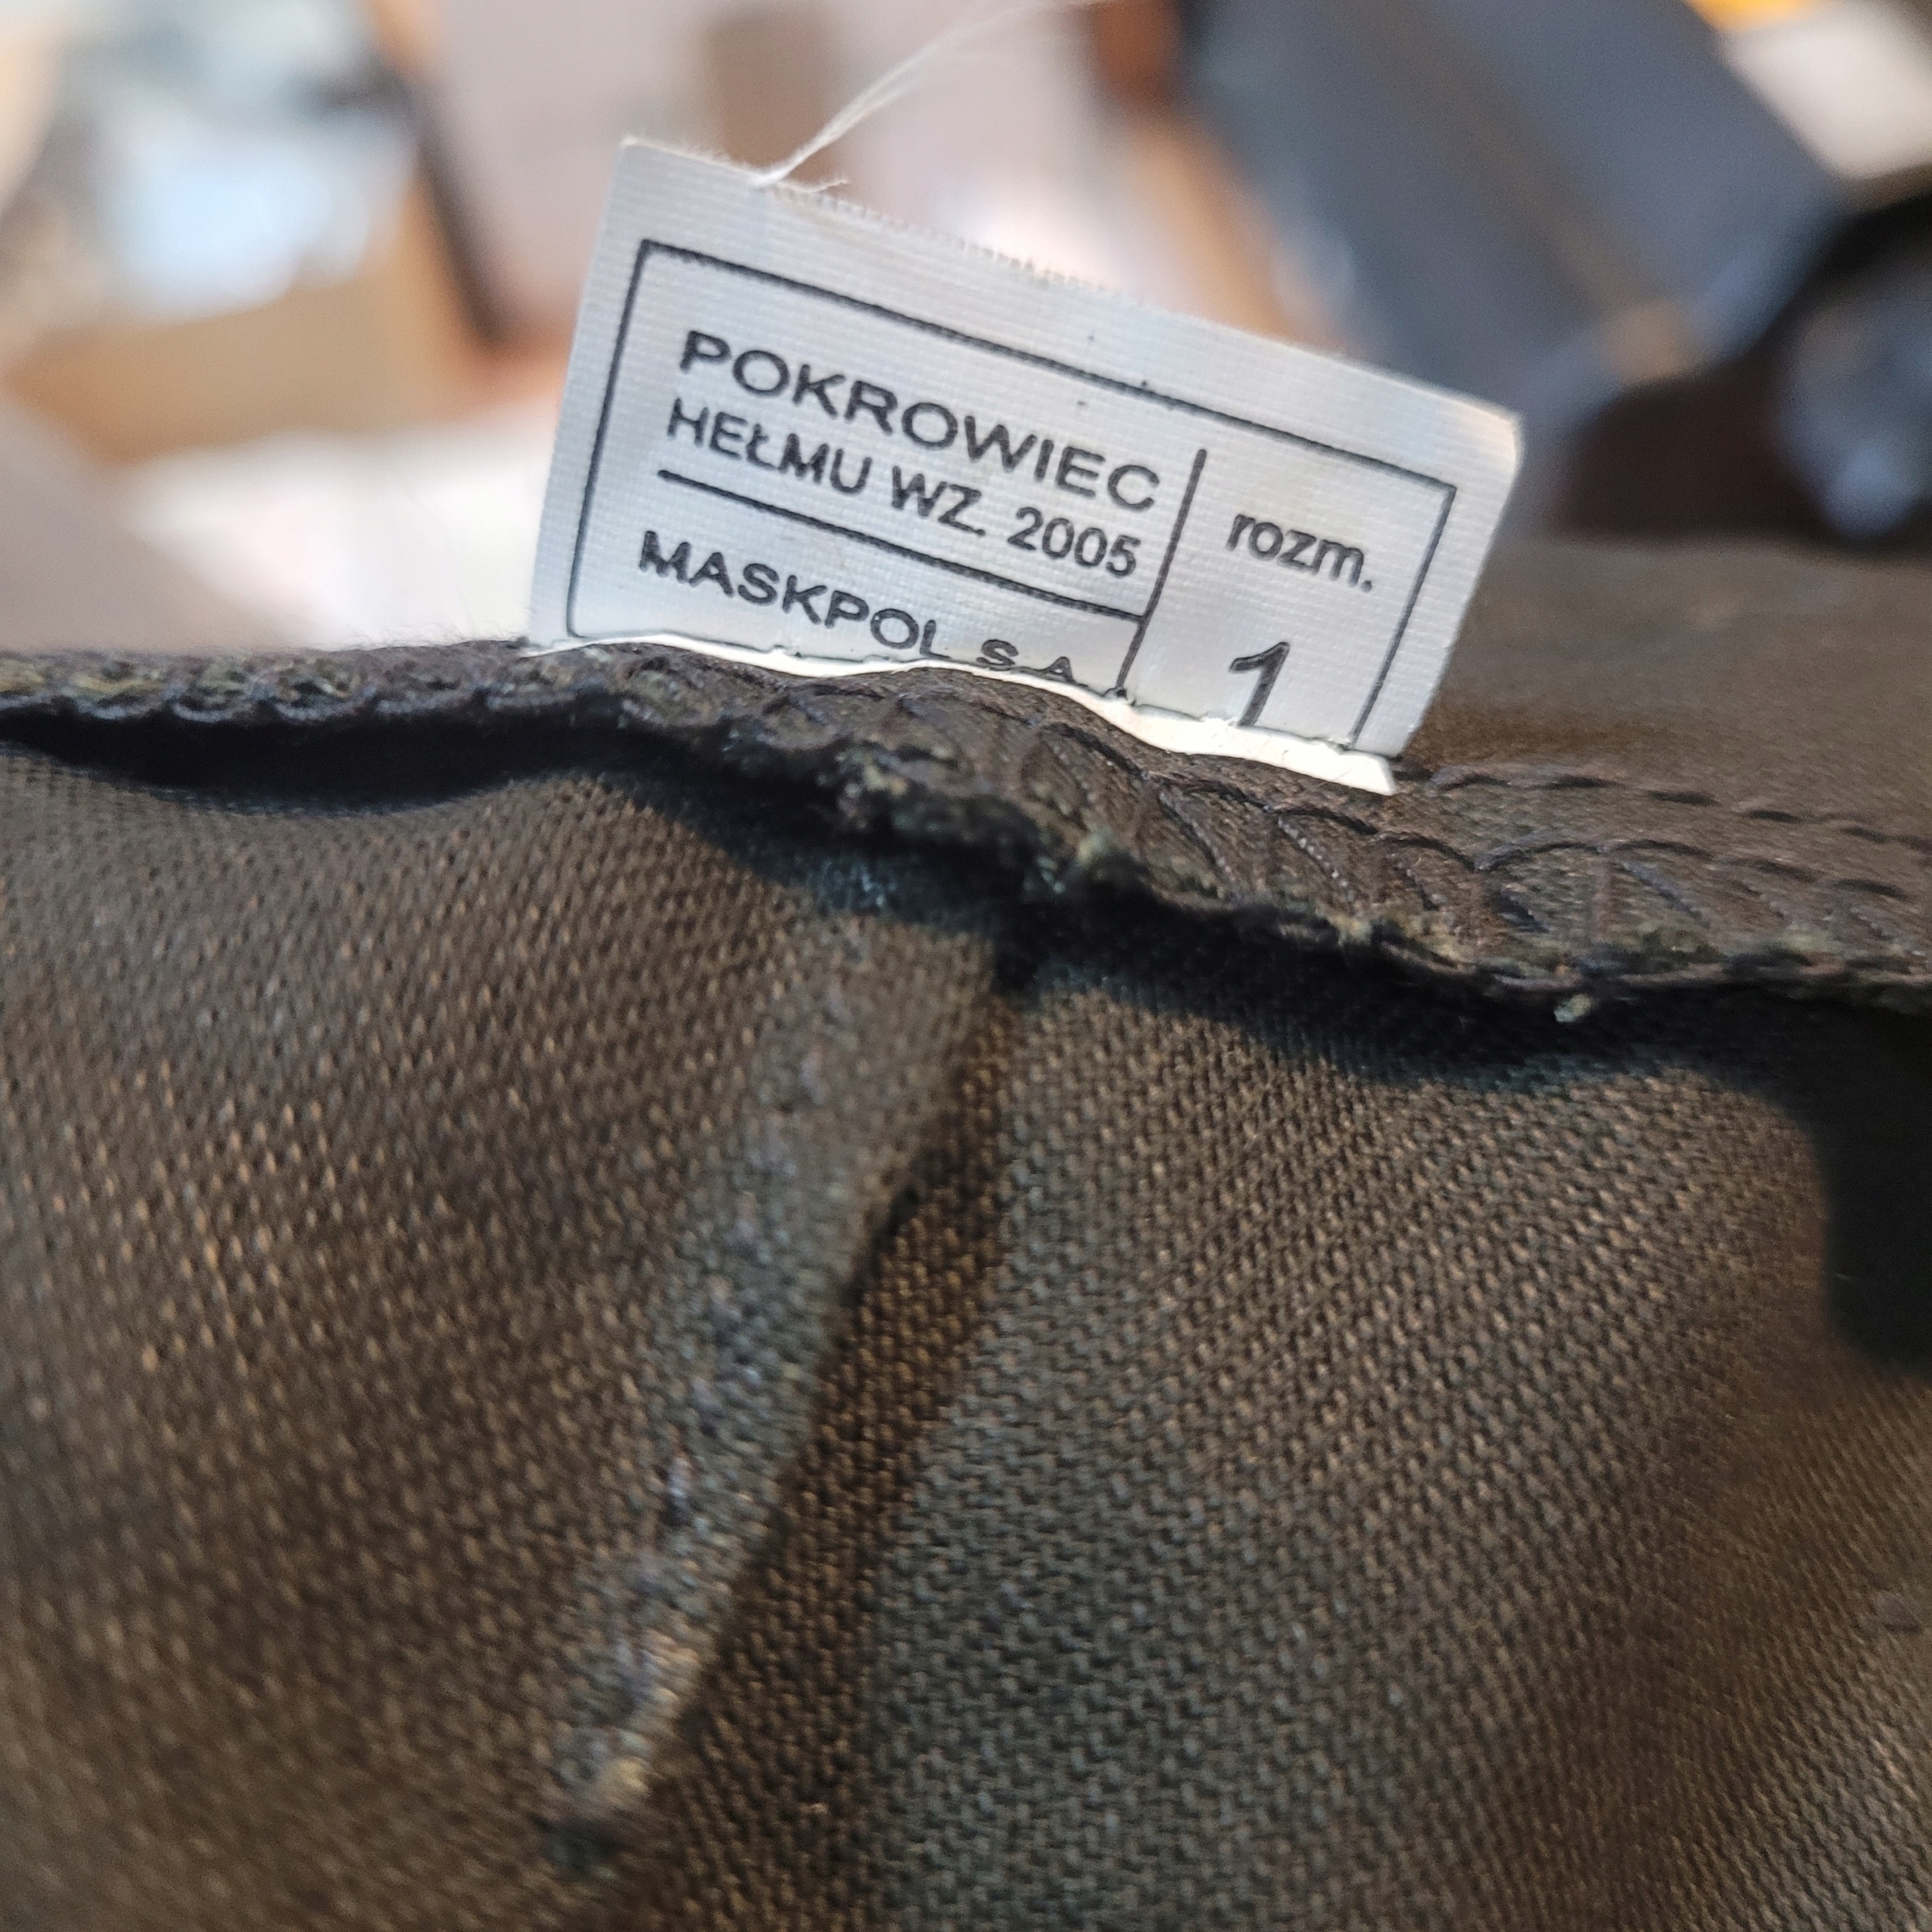 POKROWIEC
HEŁMU WZ. 2005
MASKPOL S.A.
rozm.
1